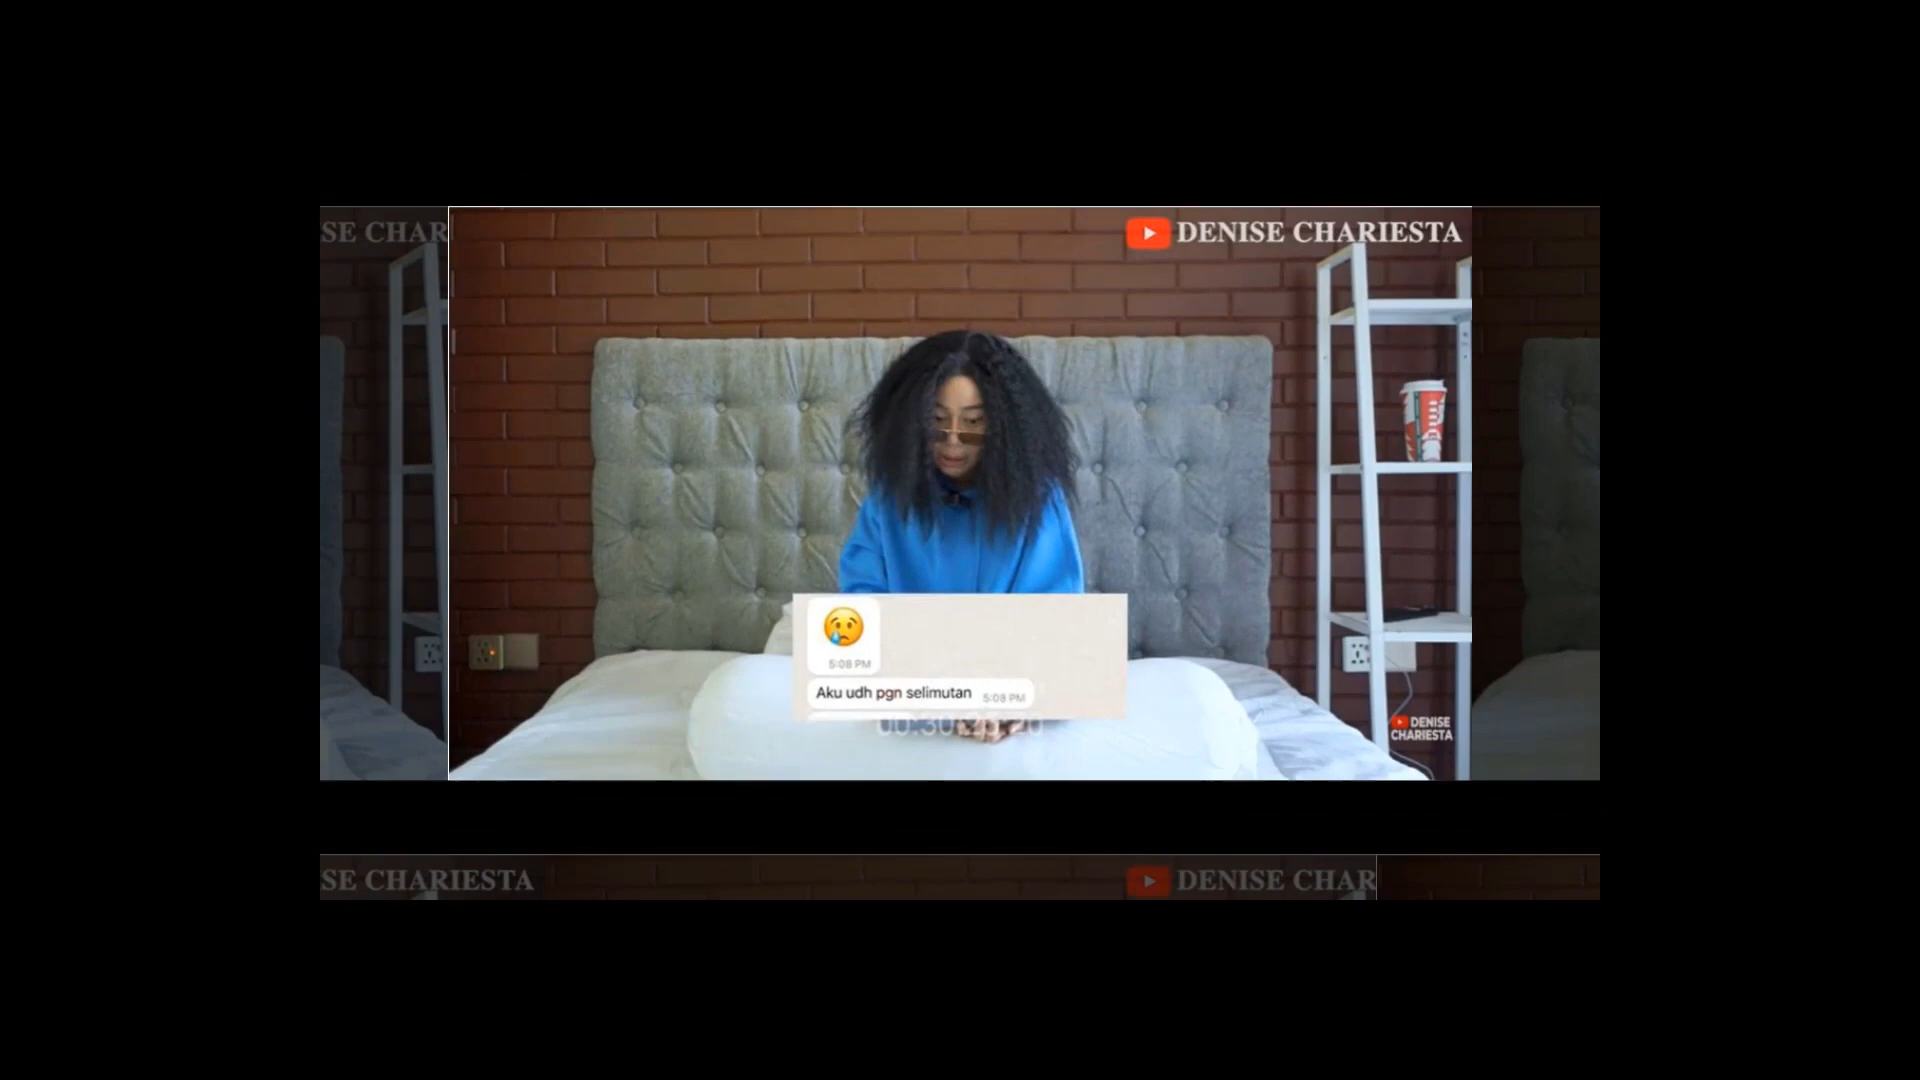 SE CHAR
DENISE CHARIESTA
5:08 PM
Aku udh pgn selimutan 5:08 PM
DENISE
CHARIESTA
SE CHARIESTA
DENISE CHAR